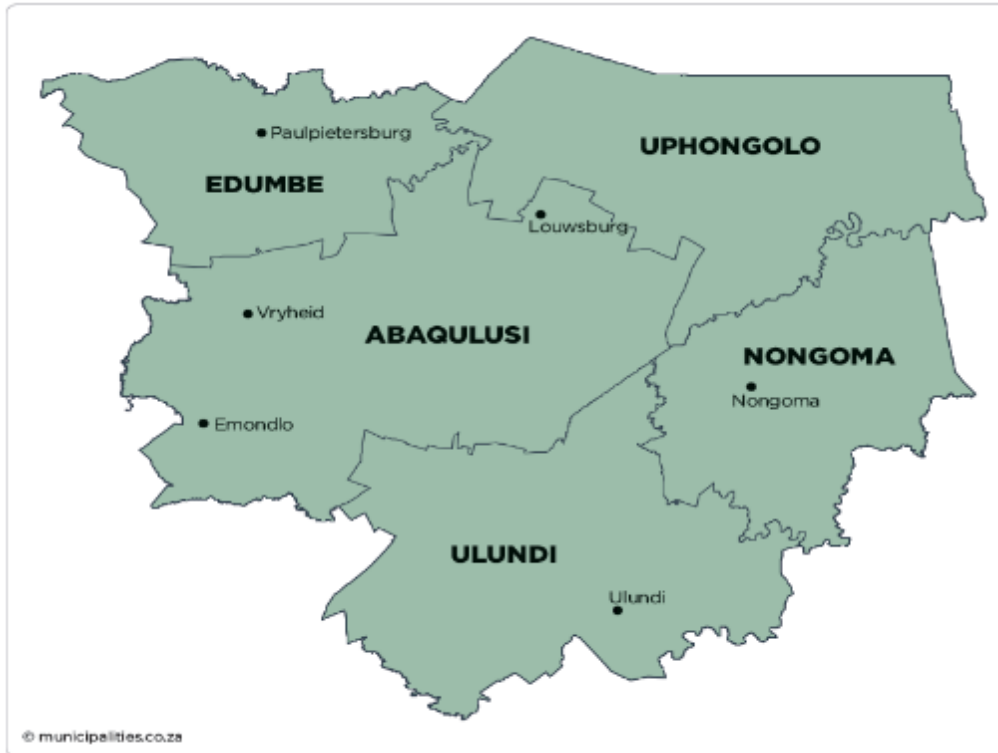 Paulpietersburg
UPHONGOLO
EDUMBE
Louwsburg
Vryheid
ABAQULUSI
NONGOMA
Nongoma
Emondlo
ULUNDI
Ulundi
© municipalities.co.za